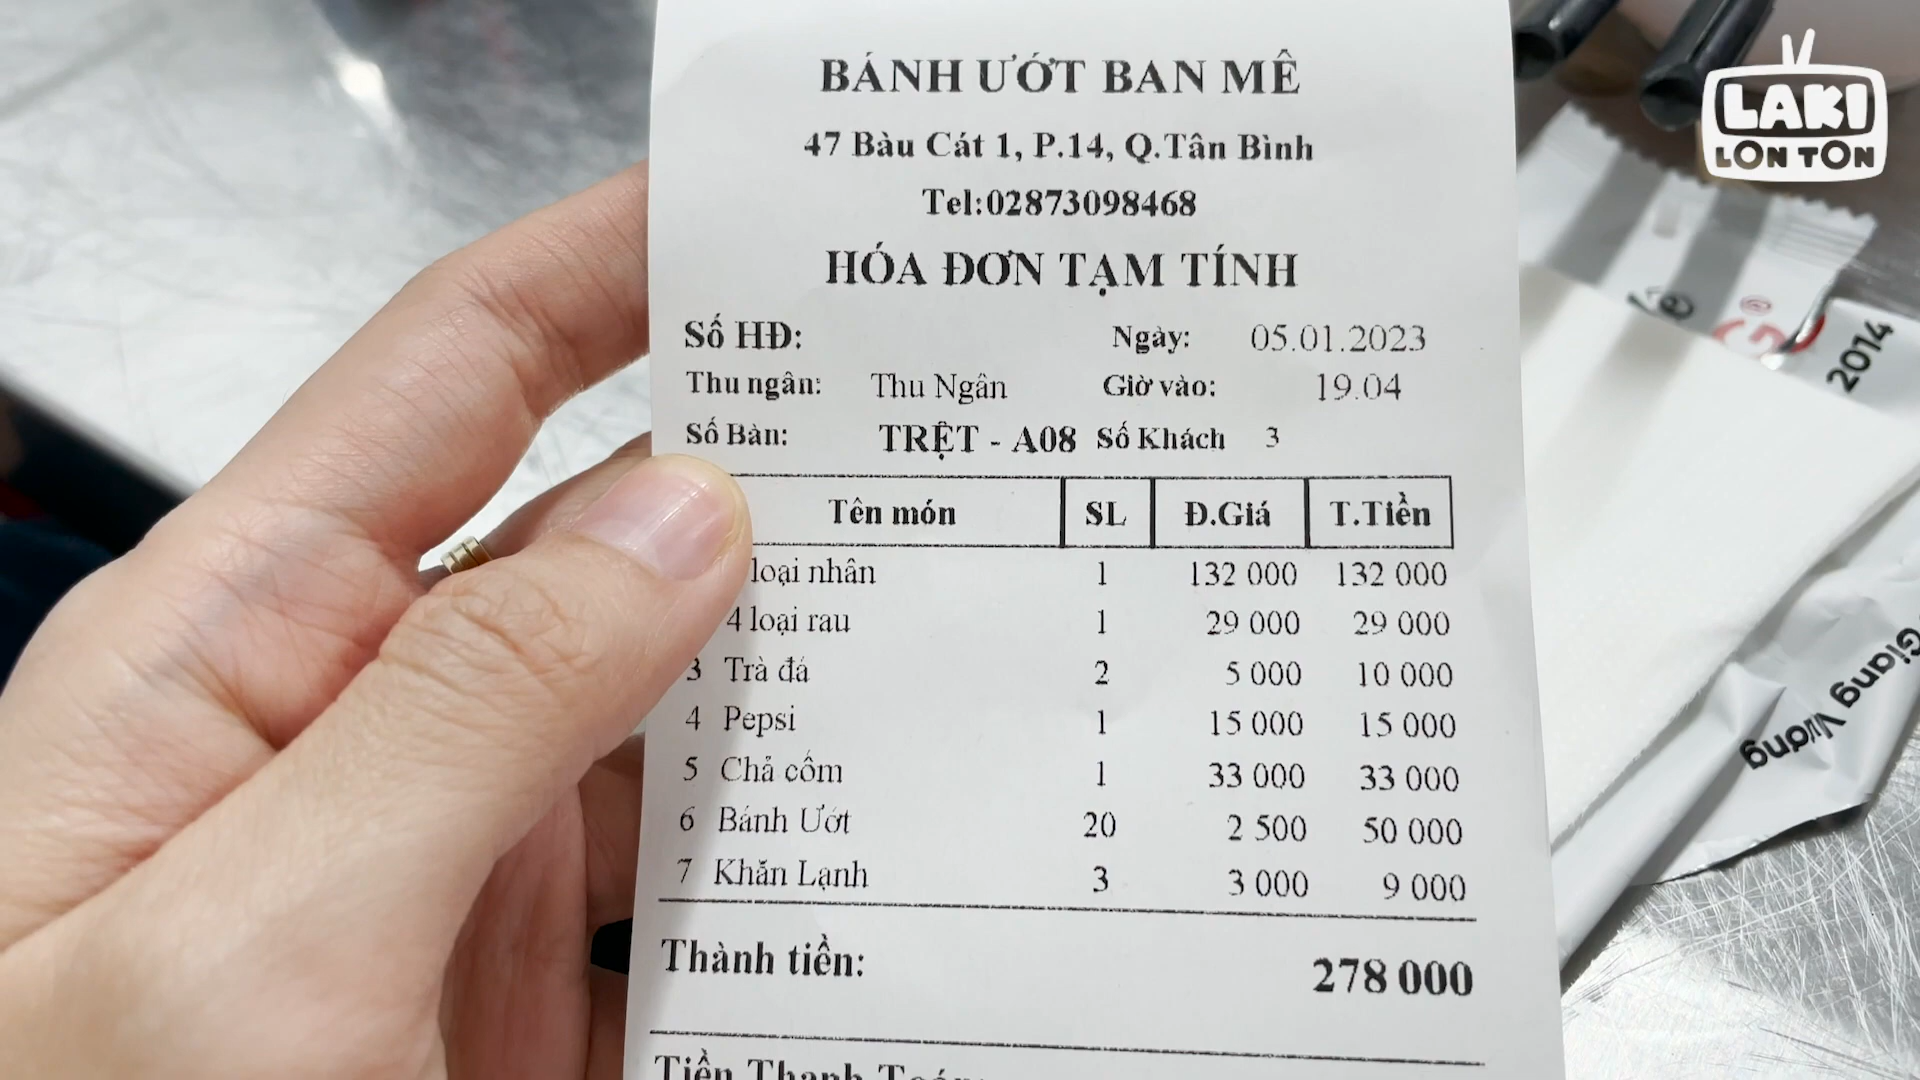 BÁNH ƯỚT BAN MÊ
47 Bàu Cát 1, P.14, Q.Tân Bình
Tel:02873098468
HÓA ĐƠN TẠM TÍNH
Số HĐ: Ngày: 05.01.2023
Thu ngân: Thu Ngân Giờ vào: 19.04
Số Bàn: TRỆT - A08 Số Khách 3
Tên món SL Đ.Giá T.Tiền
loại nhân 1 132 000 132 000
4 loại rau 1 29 000 29 000
3 Trà đá 2 5 000 10 000
4 Pepsi 1 15 000 15 000
5 Chả cốm 1 33 000 33 000
6 Bánh Ướt 20 2 500 50 000
7 Khăn Lạnh 3 3 000 9 000
Thành tiền: 278 000
Tiền Thanh Toán:
LAKI
LON TON
2014
Giang Vương